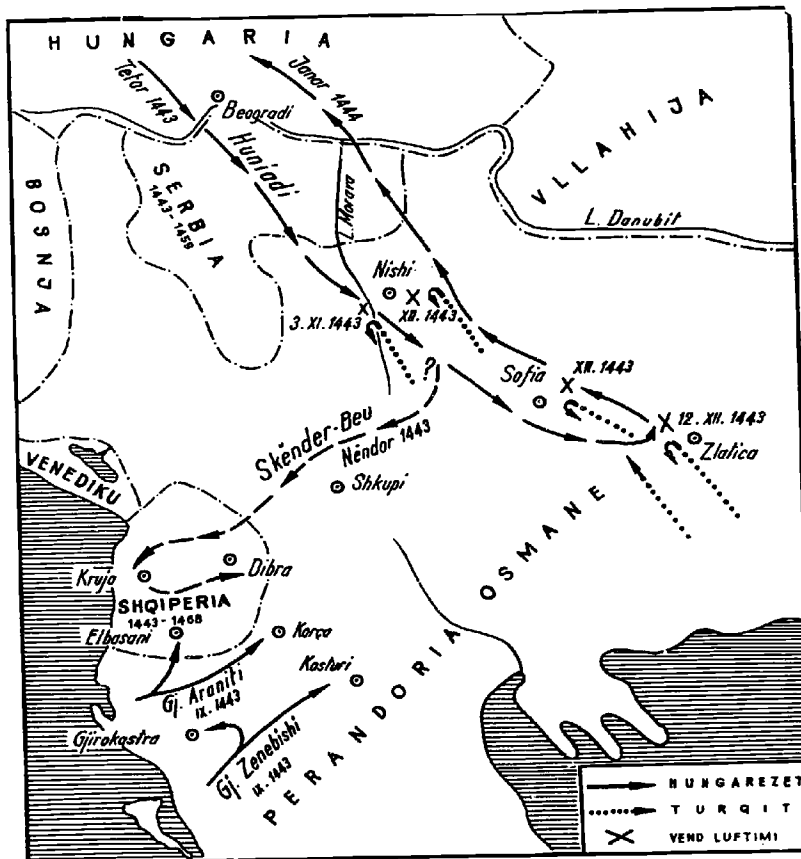 HUNGARIA
Tetor 1443
Janar 1444
Beogradi
Huniadi
VLLAHIJA
BOSNJA
SERBIA
1443-1459
L. Morava
L. Danubit
Nishi
3. XI. 1443
XII. 1443
?
Sofia
XII. 1443
12. XII. 1443
Zlatica
Skënder-Beu
Nëndor 1443
Shkupi
VENEDIKU
Kruja
Dibra
SHQIPERIA
1443-1468
Elbasani
Korça
Kasturi
Gj. Araniti
IX. 1443
Gjirokastra
Gj. Zenebishi
IX. 1443
PERANDORIA OSMANE
HUNGAREZET
TURQIT
VEND LUFTIMI